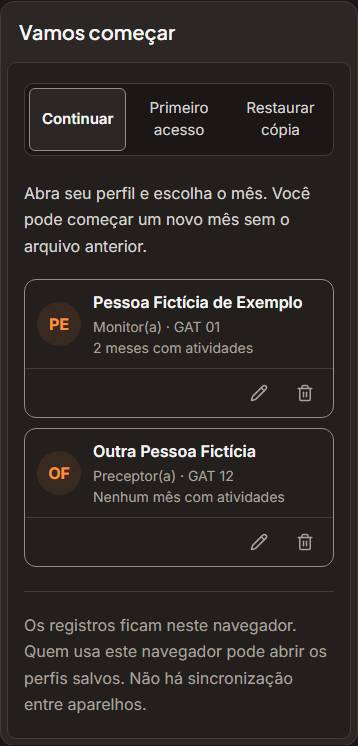 Vamos começar
Continuar
Primeiro
acesso
Restaurar
cópia
Abra seu perfil e escolha o mês. Você
pode começar um novo mês sem o
arquivo anterior.
PE
Pessoa Fictícia de Exemplo
Monitor(a) · GAT 01
2 meses com atividades
OF
Outra Pessoa Fictícia
Preceptor(a) · GAT 12
Nenhum mês com atividades
Os registros ficam neste navegador.
Quem usa este navegador pode abrir os
perfis salvos. Não há sincronização
entre aparelhos.